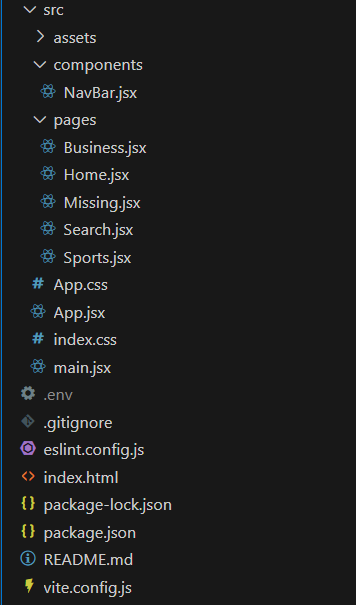 src
assets
components
NavBar.jsx
pages
Business.jsx
Home.jsx
Missing.jsx
Search.jsx
Sports.jsx
App.css
App.jsx
index.css
main.jsx
.env
.gitignore
eslint.config.js
index.html
package-lock.json
package.json
README.md
vite.config.js